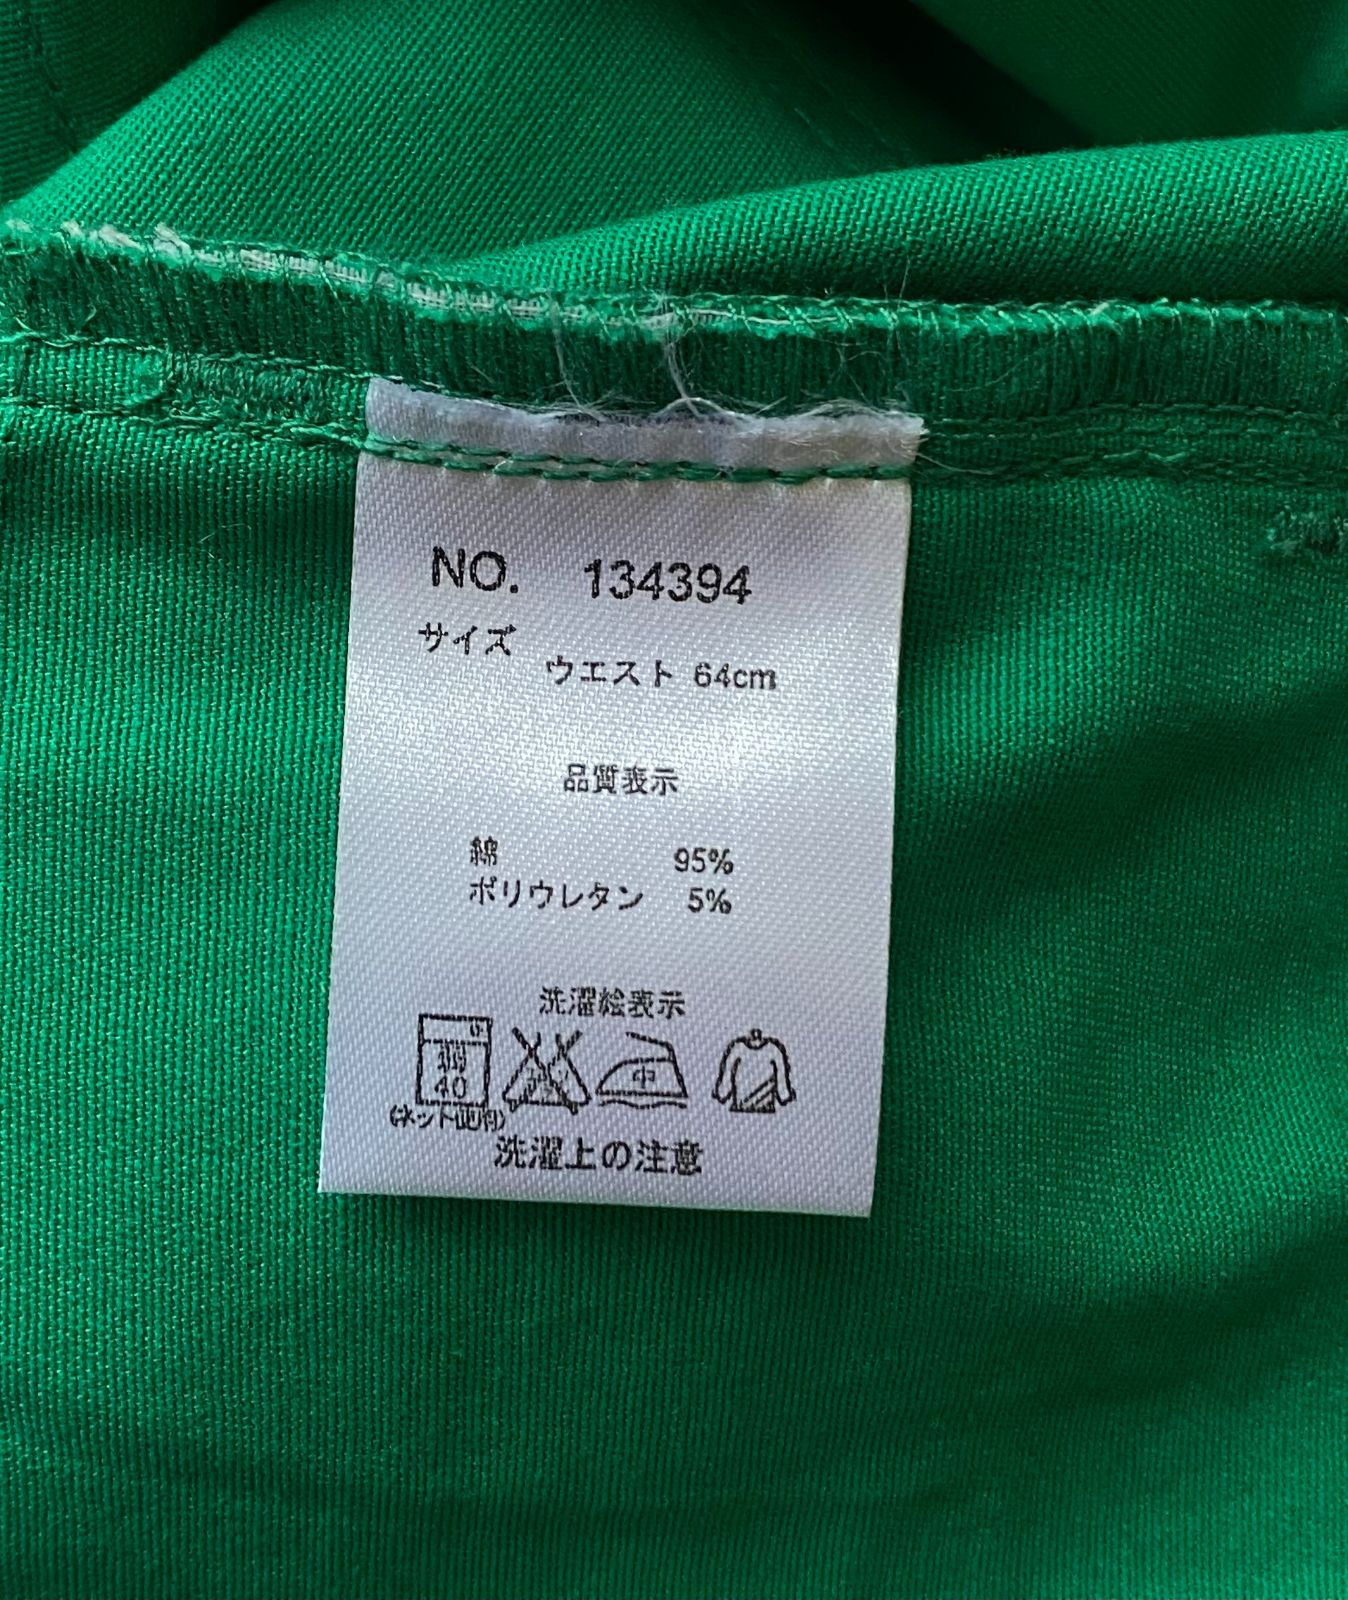 NO. 134394
サイズ
ウエスト 64cm
品質表示
綿 95%
ポリウレタン 5%
洗濯絵表示
40
中
(ネット使用)
洗濯上の注意